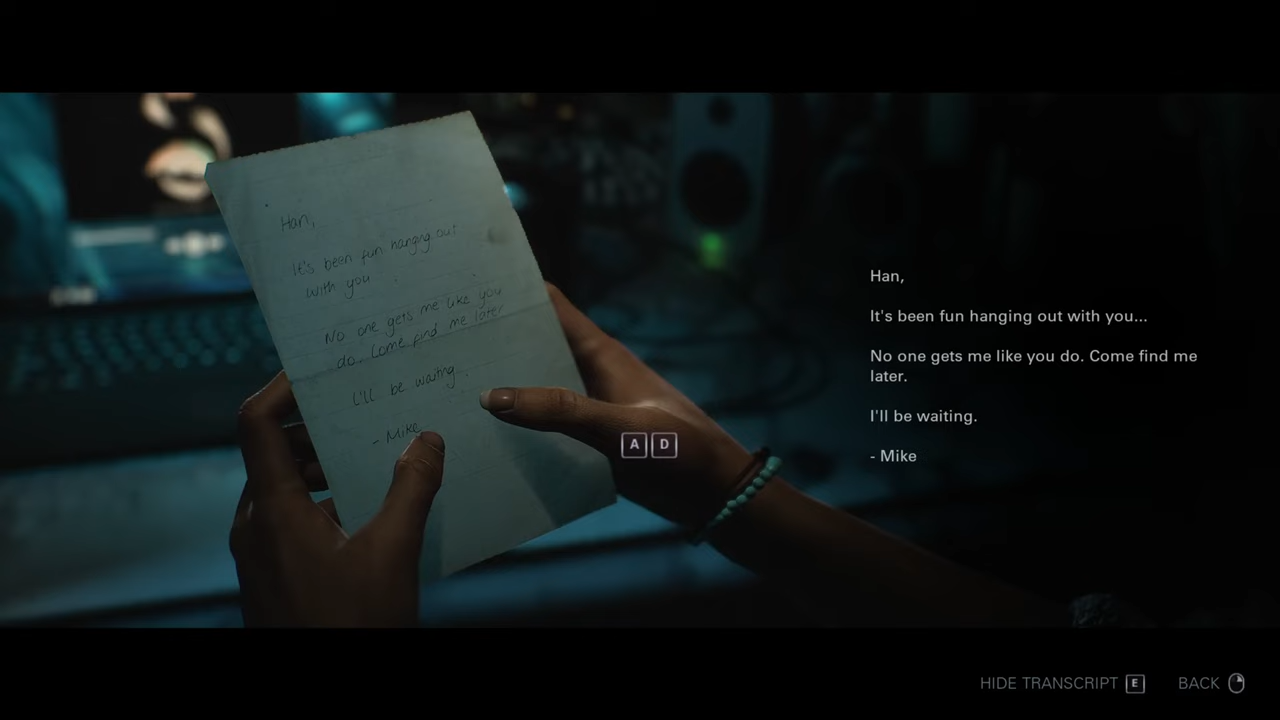 Han,
It's been fun hanging out
with you
No one gets me like you
do. Come find me later
I'll be waiting.
- Mike
A D
Han,
It's been fun hanging out with you...
No one gets me like you do. Come find me
later.
I'll be waiting.
- Mike
HIDE TRANSCRIPT E BACK